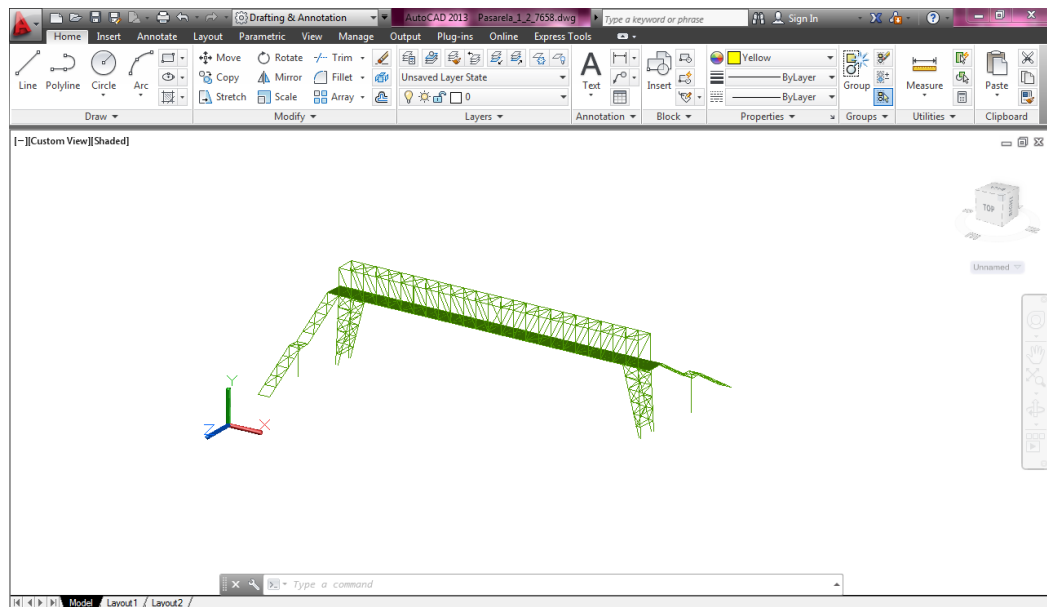 Drafting & Annotation AutoCAD 2013 Pasarela_1_2_7658.dwg Type a keyword or phrase Sign In
Home Insert Annotate Layout Parametric View Manage Output Plug-ins Online Express Tools
Line Polyline Circle Arc
Move Rotate Trim
Copy Mirror Fillet
Stretch Scale Array
Unsaved Layer State
0
Text
Insert
Yellow
ByLayer
ByLayer
Group
Measure
Paste
Draw Modify Layers Annotation Block Properties Groups Utilities Clipboard
[−][Custom View][Shaded]
TOP
Unnamed
Y
X
Z
Type a command
Model Layout1 Layout2